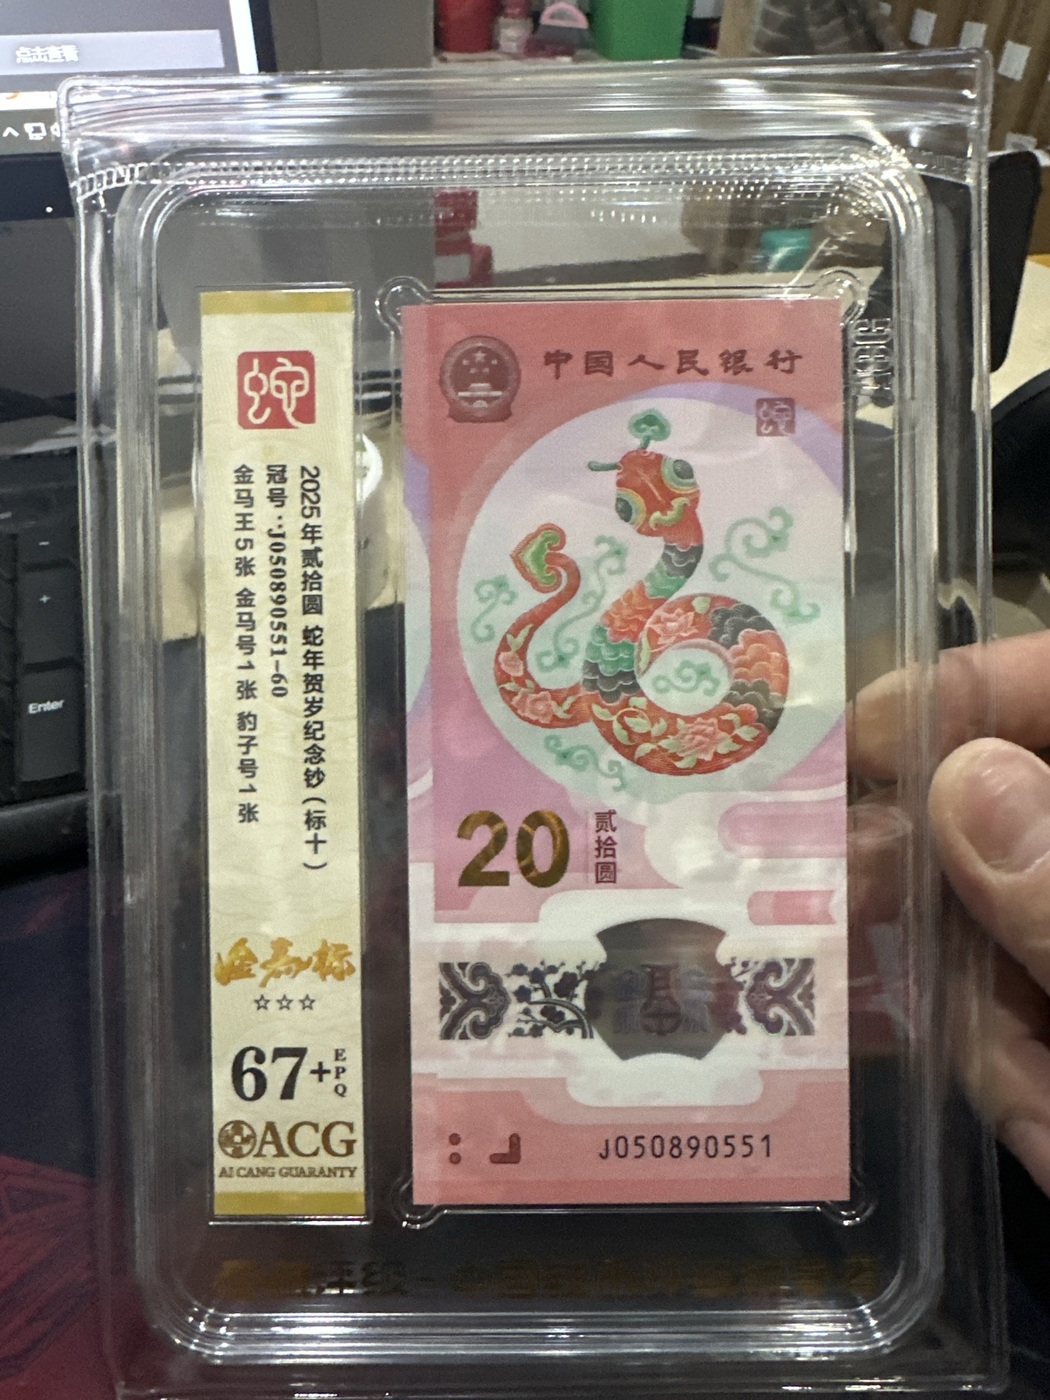 点击查看
Enter
蛇
2025年贰拾圆 蛇年贺岁纪念钞(标十)
冠号:J050890551-60
金马王5张 金马号1张 豹子号1张
金马标
☆☆☆
67+EPQ
ACG
AI CANG GUARANTY
中国人民银行
蛇
20
贰拾圆
J050890551